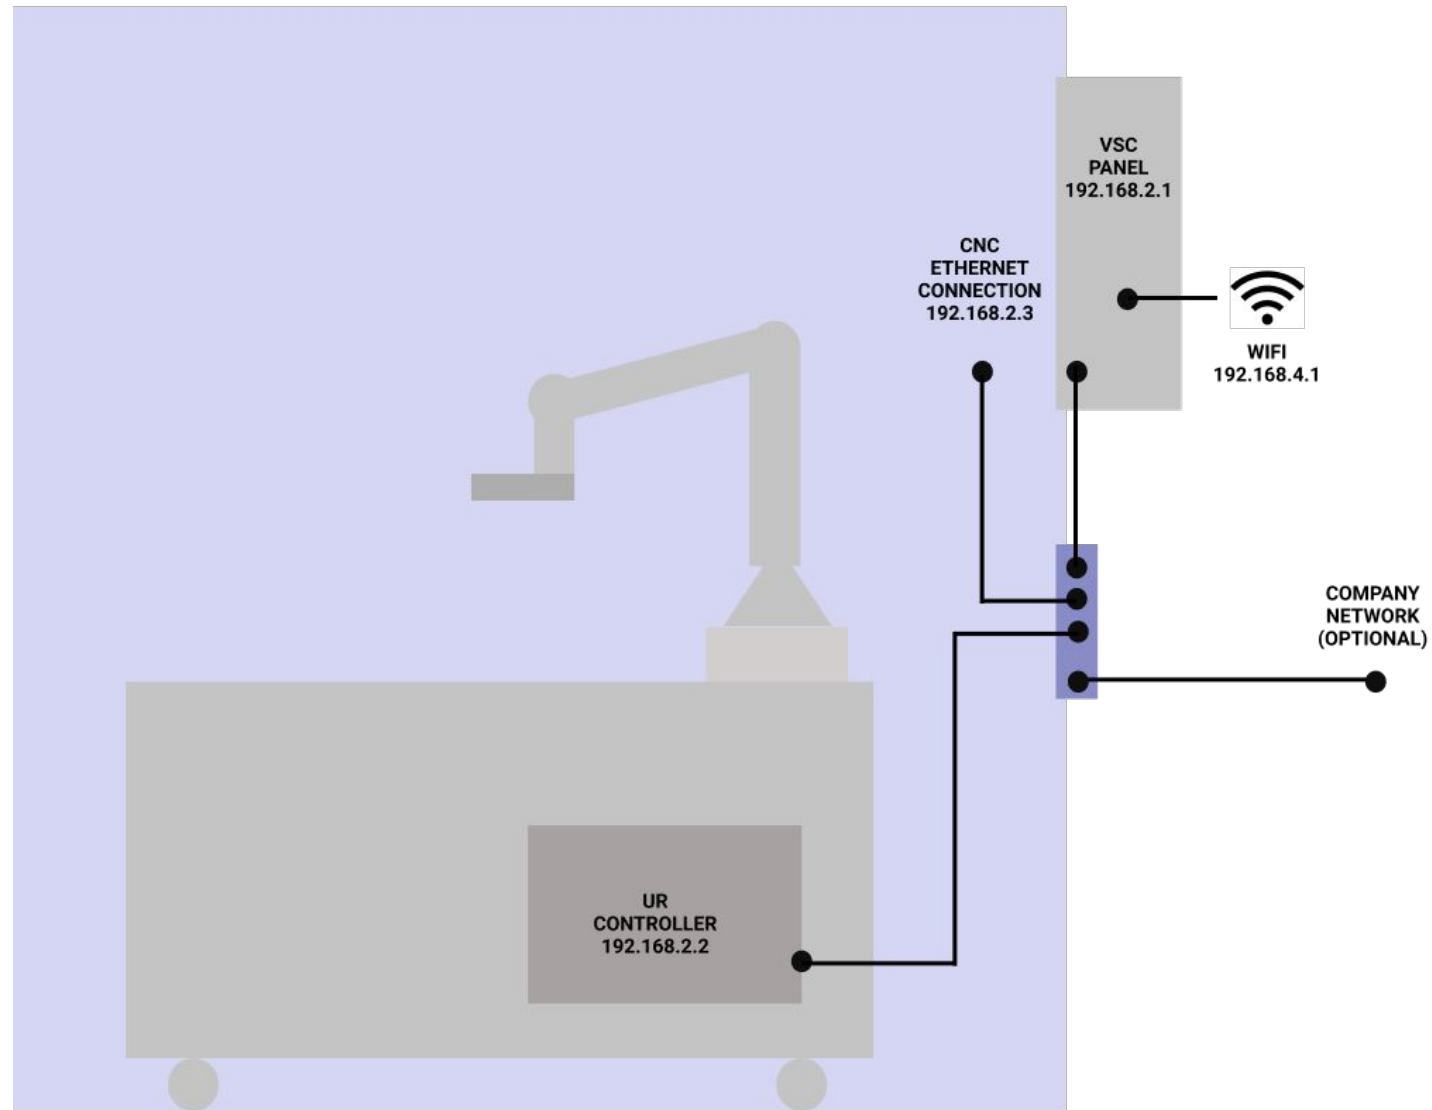 VSC
PANEL
192.168.2.1
CNC
ETHERNET
CONNECTION
192.168.2.3
WIFI
192.168.4.1
COMPANY
NETWORK
(OPTIONAL)
UR
CONTROLLER
192.168.2.2